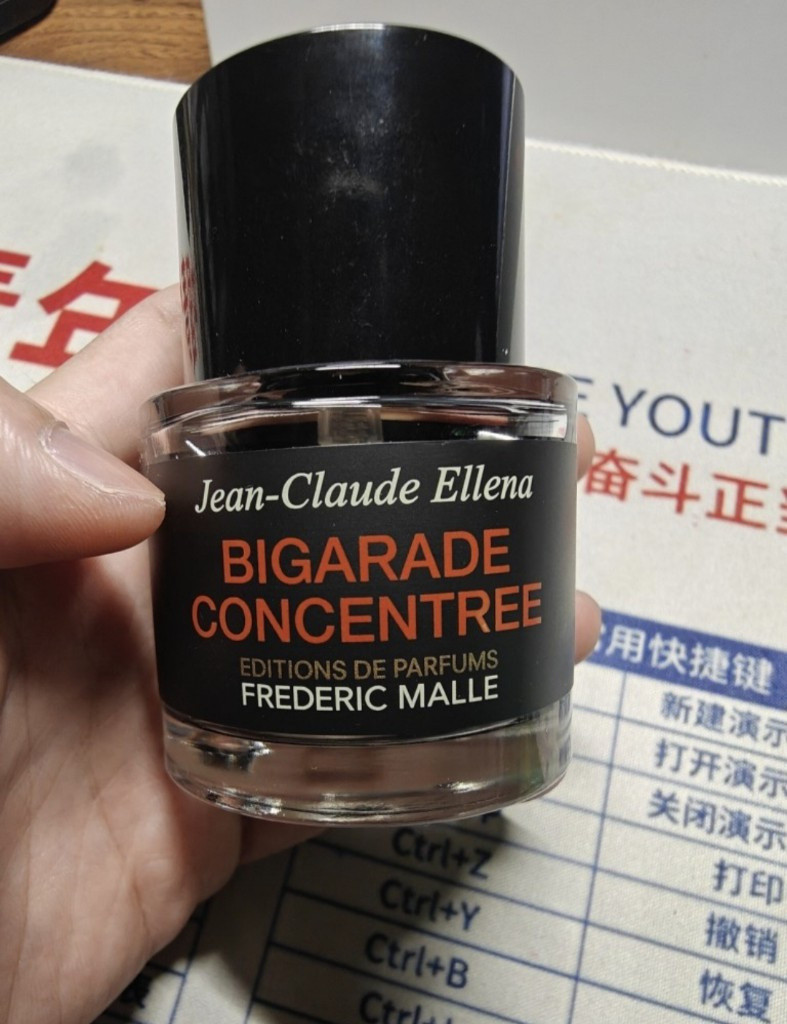 Jean-Claude Ellena
BIGARADE
CONCENTREE
EDITIONS DE PARFUMS
FREDERIC MALLE
YOUT
奋斗正
用快捷键
新建演示
打开演示
关闭演示
Ctrl+Z
打印
Ctrl+Y
撤销
Ctrl+B
恢复